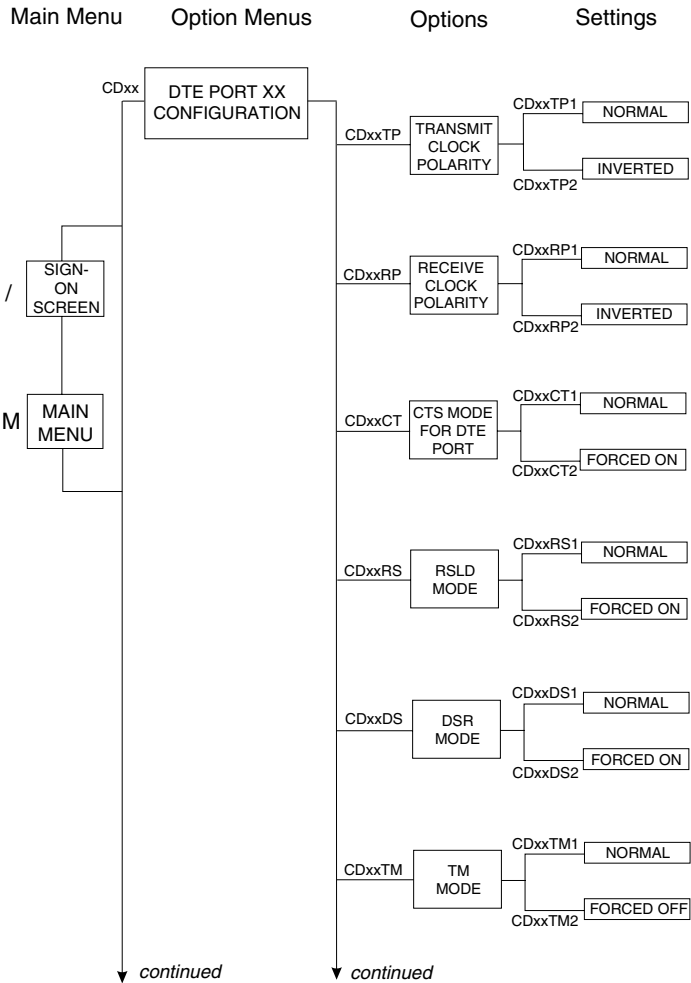 Main Menu Option Menus Options Settings
CDxx
DTE PORT XX
CONFIGURATION
/
SIGN-
ON
SCREEN
M
MAIN
MENU
CDxxTP
TRANSMIT
CLOCK
POLARITY
CDxxTP1
NORMAL
INVERTED
CDxxTP2
CDxxRP
RECEIVE
CLOCK
POLARITY
CDxxRP1
NORMAL
INVERTED
CDxxRP2
CDxxCT
CTS MODE
FOR DTE
PORT
CDxxCT1
NORMAL
FORCED ON
CDxxCT2
CDxxRS
RSLD
MODE
CDxxRS1
NORMAL
FORCED ON
CDxxRS2
CDxxDS
DSR
MODE
CDxxDS1
NORMAL
FORCED ON
CDxxDS2
CDxxTM
TM
MODE
CDxxTM1
NORMAL
FORCED OFF
CDxxTM2
continued
continued